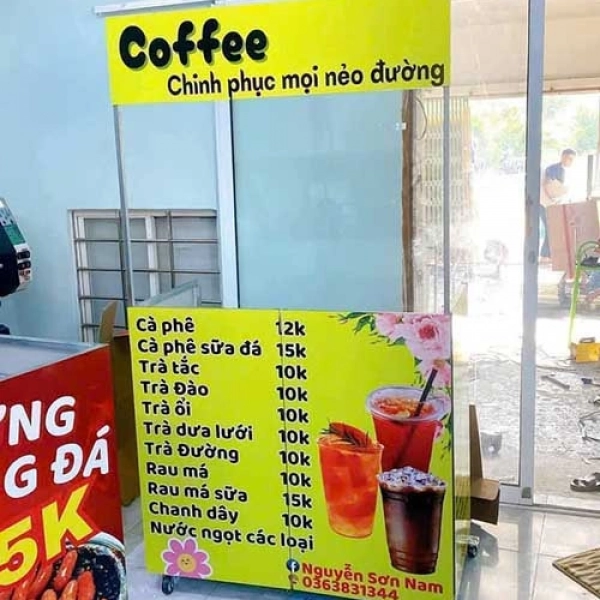 Coffee
Chinh phục mọi nẻo đường
Cà phê 12k
Cà phê sữa đá 15k
Trà tắc 10k
Trà Đào 10k
Trà ổi 10k
Trà dưa lưới 10k
Trà Đường 10k
Rau má 10k
Rau má sữa 15k
Chanh dây 10k
Nước ngọt các loại
Nguyễn Sơn Nam
0363831344
G ĐÁ
5K